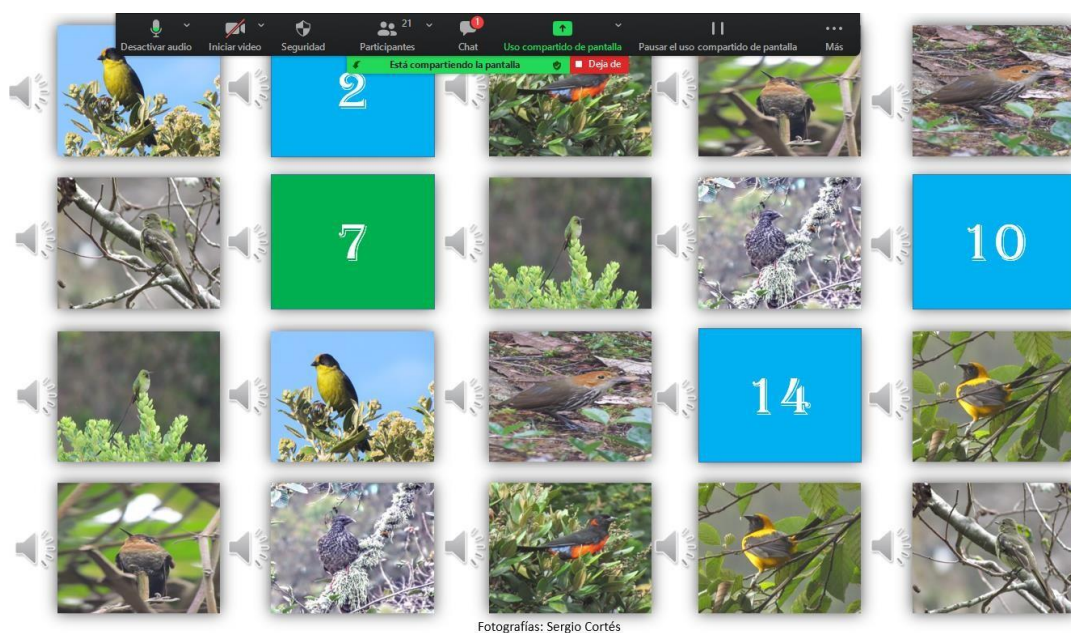 21
1
Desactivar audio Iniciar video Seguridad Participantes Chat Uso compartido de pantalla Pausar el uso compartido de pantalla Más
Está compartiendo la pantalla Deja de
2
7
10
14
Fotografías: Sergio Cortés